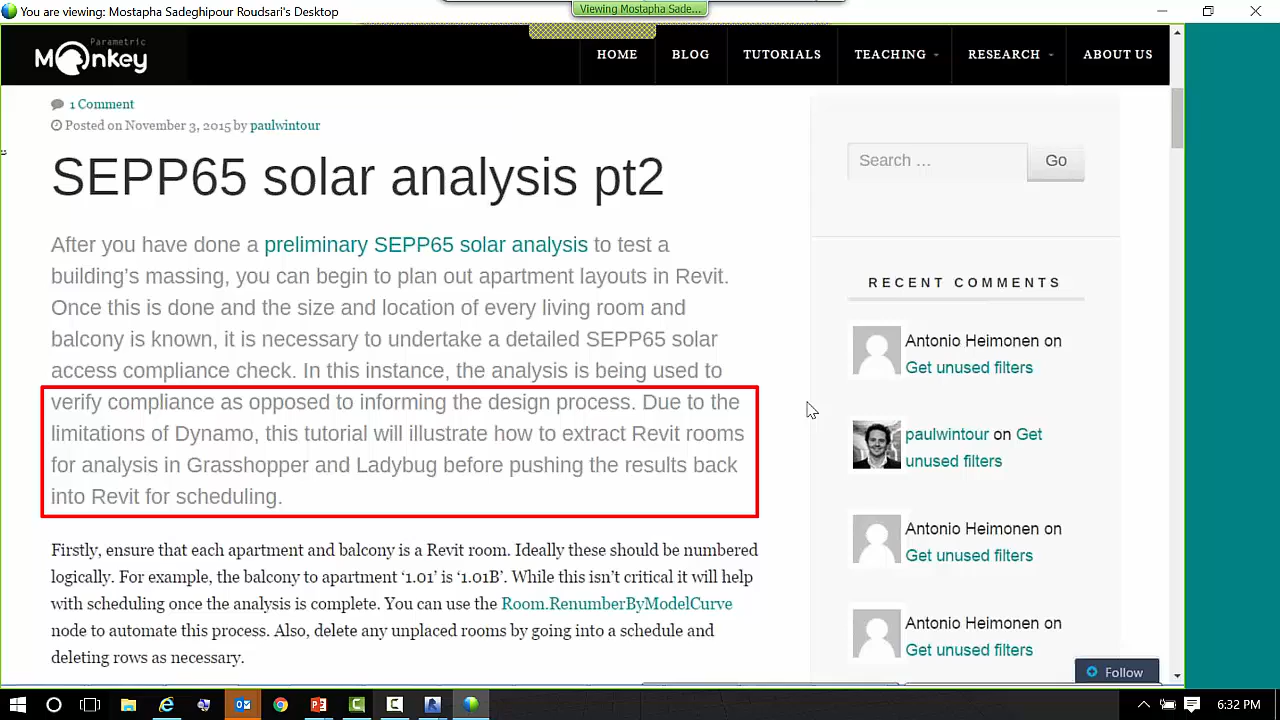 You are viewing: Mostapha Sadeghipour Roudsari's Desktop
Viewing Mostapha Sade...
Parametric
Monkey
HOME
BLOG
TUTORIALS
TEACHING
RESEARCH
ABOUT US
1 Comment
Posted on November 3, 2015 by paulwintour
SEPP65 solar analysis pt2
After you have done a preliminary SEPP65 solar analysis to test a
building's massing, you can begin to plan out apartment layouts in Revit.
Once this is done and the size and location of every living room and
balcony is known, it is necessary to undertake a detailed SEPP65 solar
access compliance check. In this instance, the analysis is being used to
verify compliance as opposed to informing the design process. Due to the
limitations of Dynamo, this tutorial will illustrate how to extract Revit rooms
for analysis in Grasshopper and Ladybug before pushing the results back
into Revit for scheduling.
Firstly, ensure that each apartment and balcony is a Revit room. Ideally these should be numbered
logically. For example, the balcony to apartment '1.01' is '1.01B'. While this isn't critical it will help
with scheduling once the analysis is complete. You can use the Room.RenumberByModelCurve
node to automate this process. Also, delete any unplaced rooms by going into a schedule and
deleting rows as necessary.
Search ...
Go
RECENT COMMENTS
Antonio Heimonen on
Get unused filters
paulwintour on Get
unused filters
Antonio Heimonen on
Get unused filters
Antonio Heimonen on
Get unused filters
Follow
6:32 PM